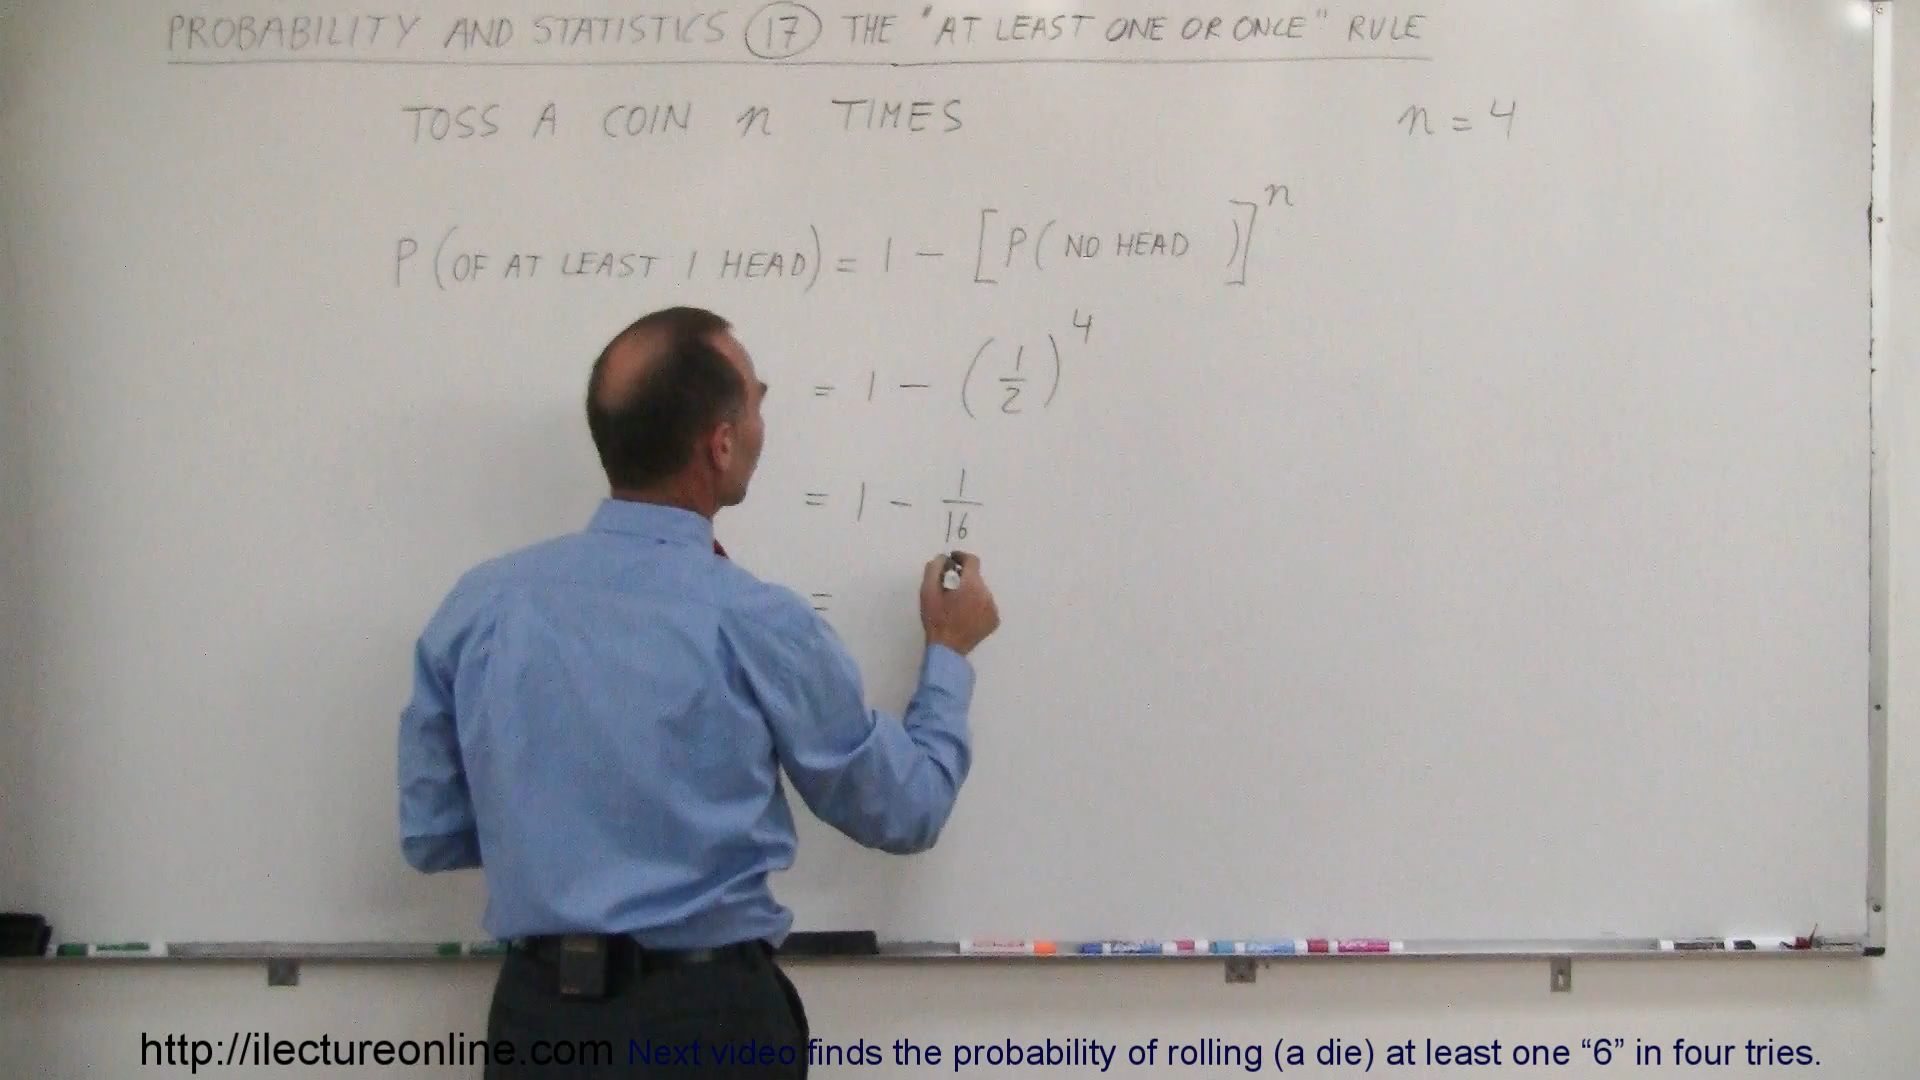 PROBABILITY AND STATISTICS 17 THE "AT LEAST ONE OR ONCE" RULE
TOSS A COIN n TIMES n = 4
P (OF AT LEAST 1 HEAD) = 1 - [P( NO HEAD )]^n
= 1 - (1/2)^4
= 1 - 1/16
=
http://ilectureonline.com Next video finds the probability of rolling (a die) at least one “6” in four tries.